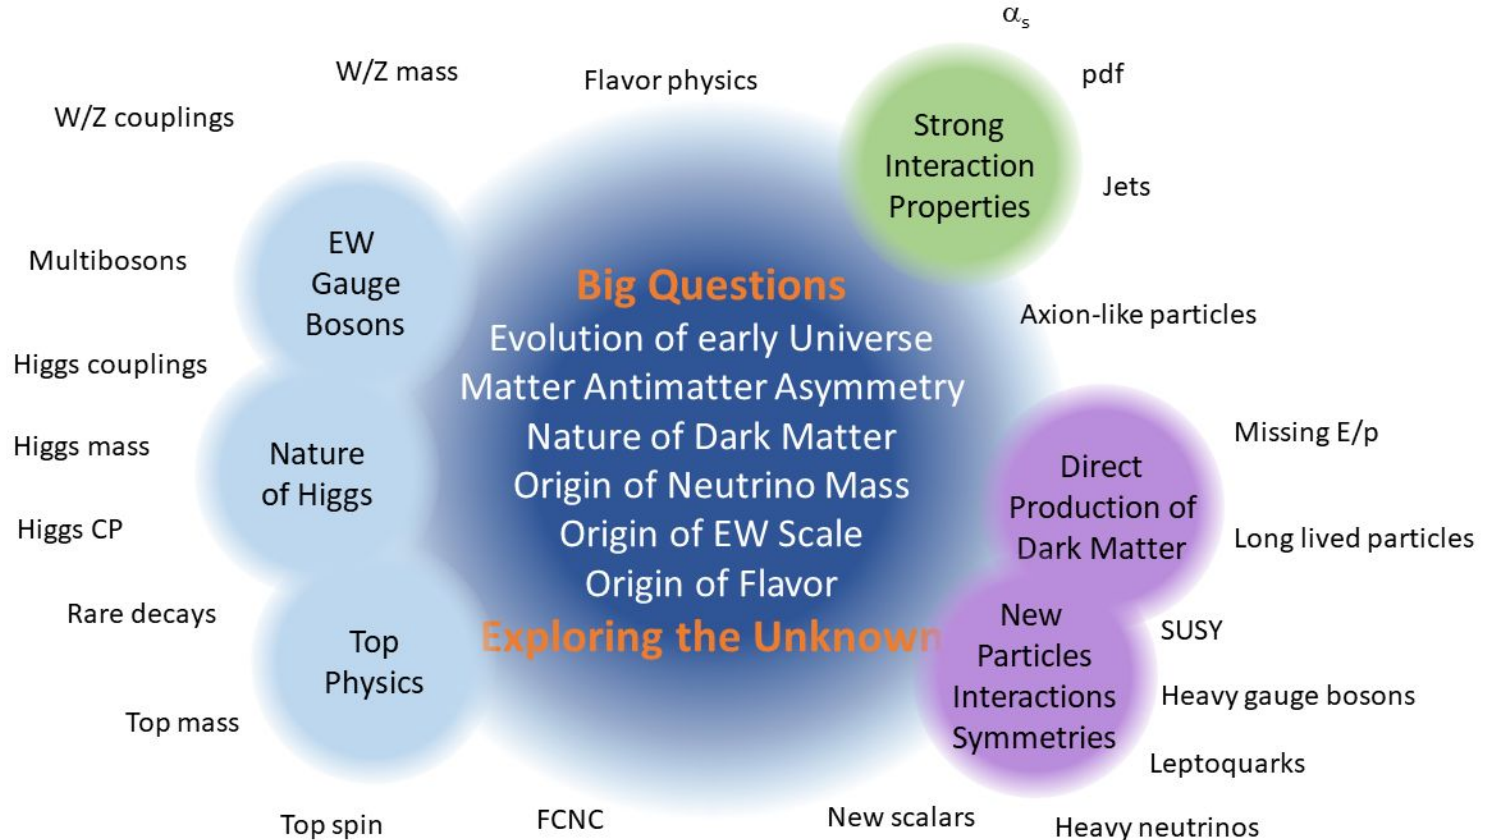 α_s
W/Z mass
Flavor physics
pdf
W/Z couplings
Strong
Interaction
Properties
Jets
EW
Gauge
Bosons
Multibosons
Big Questions
Evolution of early Universe
Matter Antimatter Asymmetry
Nature of Dark Matter
Origin of Neutrino Mass
Origin of EW Scale
Origin of Flavor
Exploring the Unknown
Axion-like particles
Higgs couplings
Higgs mass
Higgs CP
Nature
of Higgs
Missing E/p
Direct
Production of
Dark Matter
Long lived particles
Rare decays
Top
Physics
New
Particles
Interactions
Symmetries
SUSY
Heavy gauge bosons
Leptoquarks
Top mass
Top spin
FCNC
New scalars
Heavy neutrinos